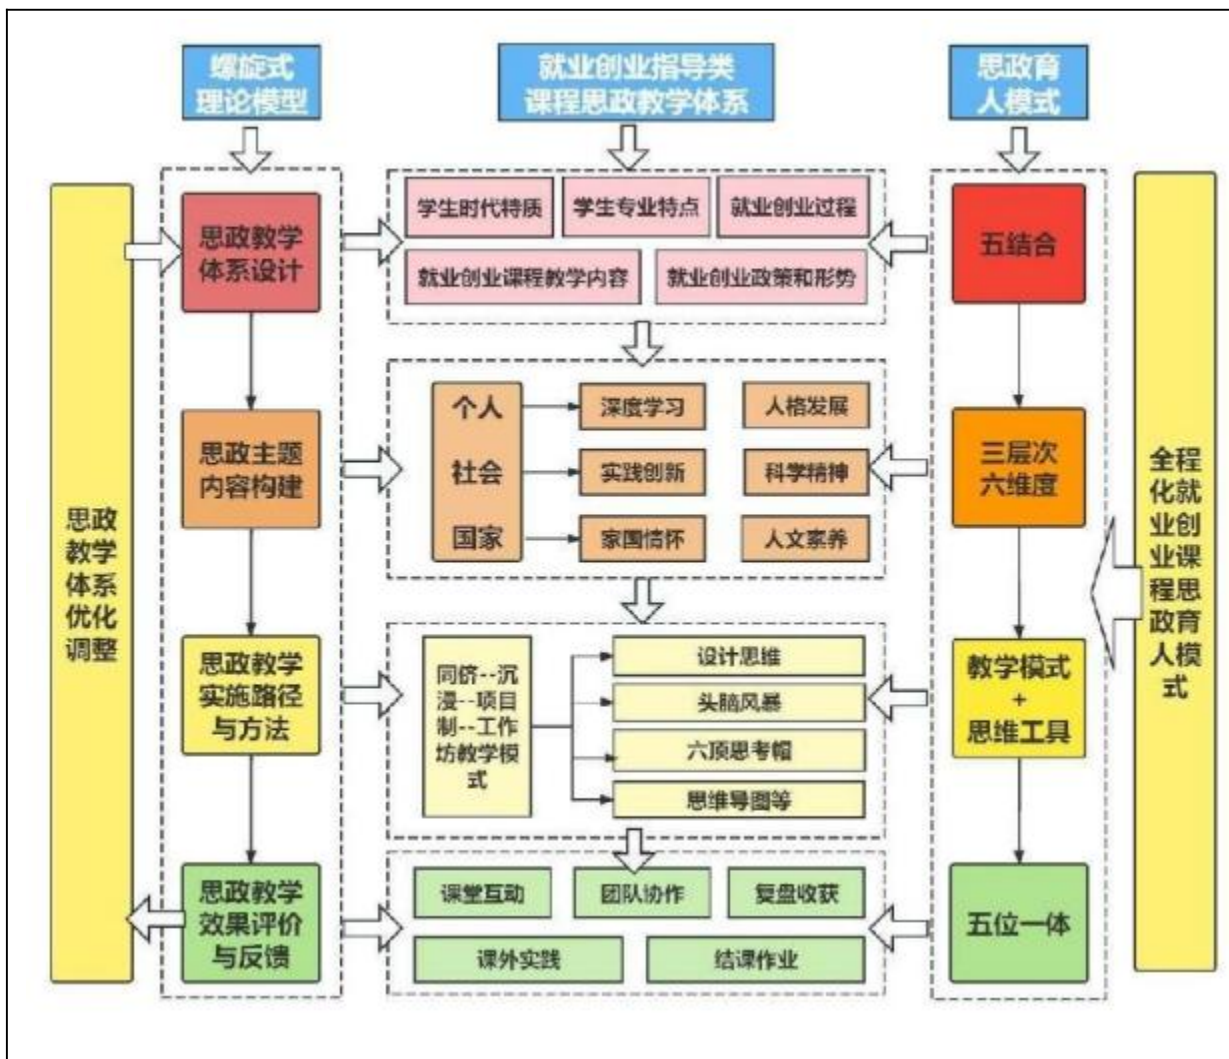 螺旋式
理论模型
就业创业指导类
课程思政教学体系
思政育
人模式
思政教学
体系设计
学生时代特质
学生专业特点
就业创业过程
就业创业课程教学内容
就业创业政策和形势
五结合
思政主题
内容构建
个人
深度学习
人格发展
社会
实践创新
科学精神
国家
家国情怀
人文素养
三层次
六维度
思政
教学
体系
优化
调整
全程
化就
业创
业课
程思
政育
人模
式
思政教学
实施路径
与方法
同侪--沉
浸--项目
制--工作
坊教学模
式
设计思维
头脑风暴
六顶思考帽
思维导图等
教学模式
+
思维工具
思政教学
效果评价
与反馈
课堂互动
团队协作
复盘收获
课外实践
结课作业
五位一体